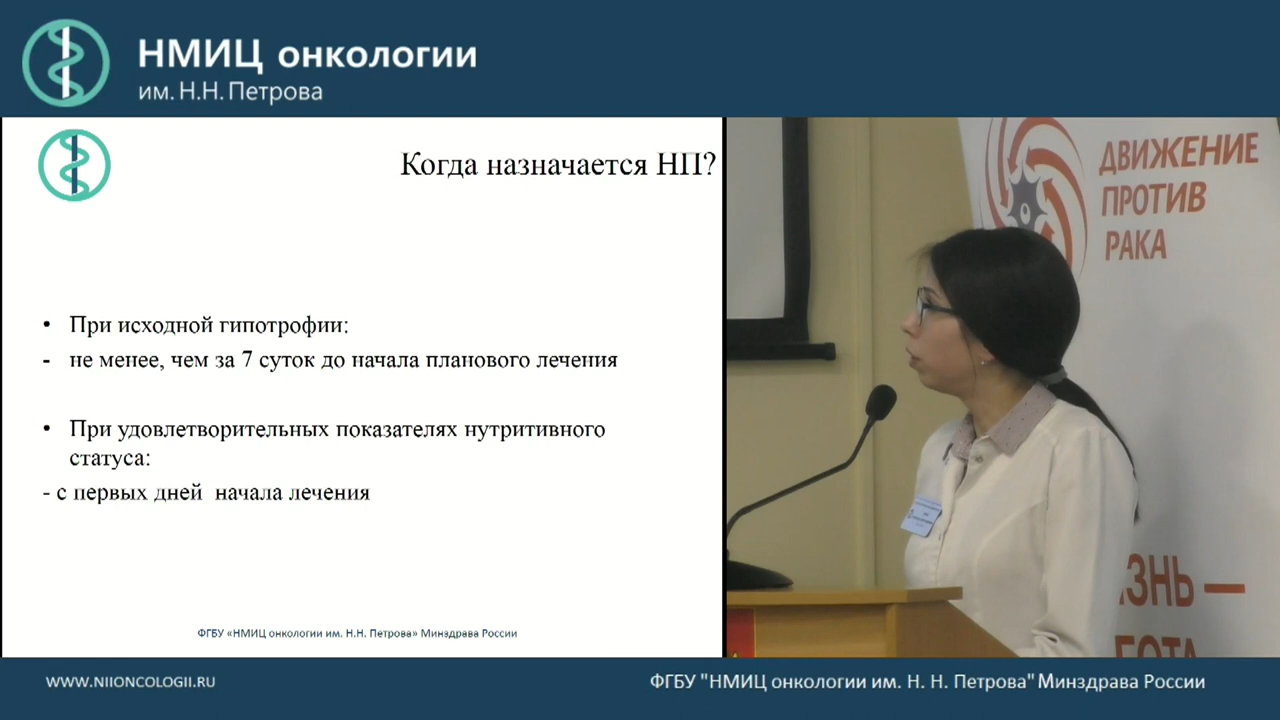 НМИЦ онкологии
им. Н.Н. Петрова
Когда назначается НП?
• При исходной гипотрофии:
- не менее, чем за 7 суток до начала планового лечения
• При удовлетворительных показателях нутритивного
статуса:
- с первых дней начала лечения
ФГБУ «НМИЦ онкологии им. Н.Н. Петрова» Минздрава России
ДВИЖЕНИЕ
ПРОТИВ
РАКА
WWW.NIIONCOLOGII.RU
ФГБУ "НМИЦ онкологии им. Н. Н. Петрова" Минздрава России